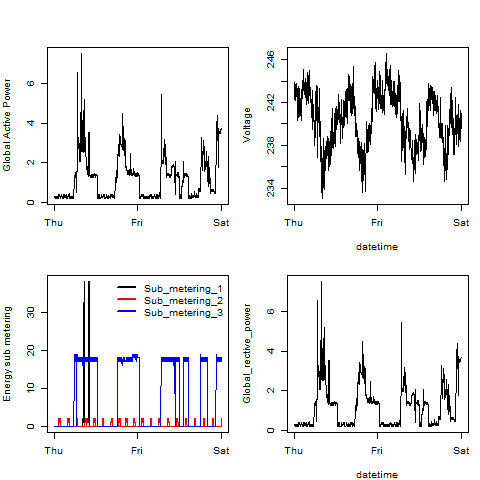 Global Active Power
0 2 4 6
Thu Fri Sat
Voltage
234 238 242 246
Thu Fri Sat
datetime
Energy sub metering
0 10 20 30
Sub_metering_1
Sub_metering_2
Sub_metering_3
Thu Fri Sat
Global_rective_power
0 2 4 6
Thu Fri Sat
datetime